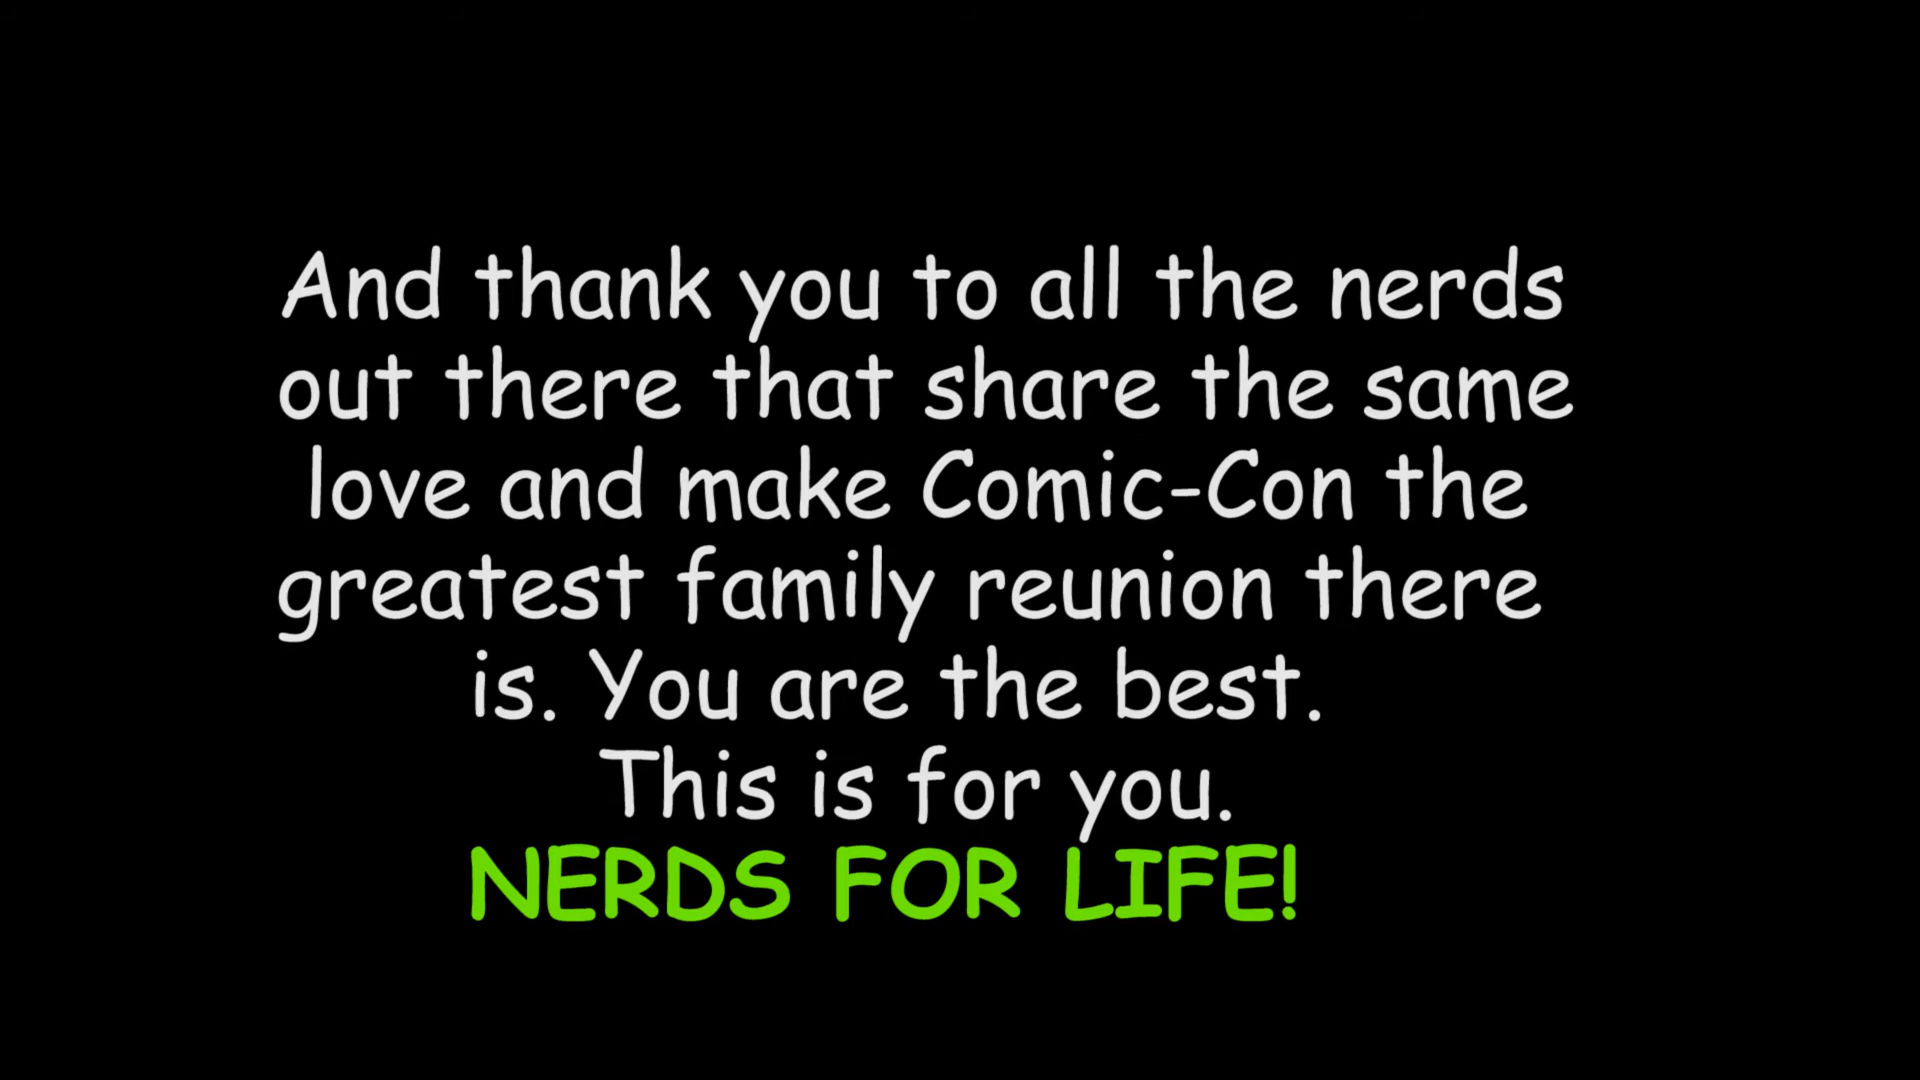 And thank you to all the nerds
out there that share the same
love and make Comic-Con the
greatest family reunion there
is. You are the best.
This is for you.
NERDS FOR LIFE!